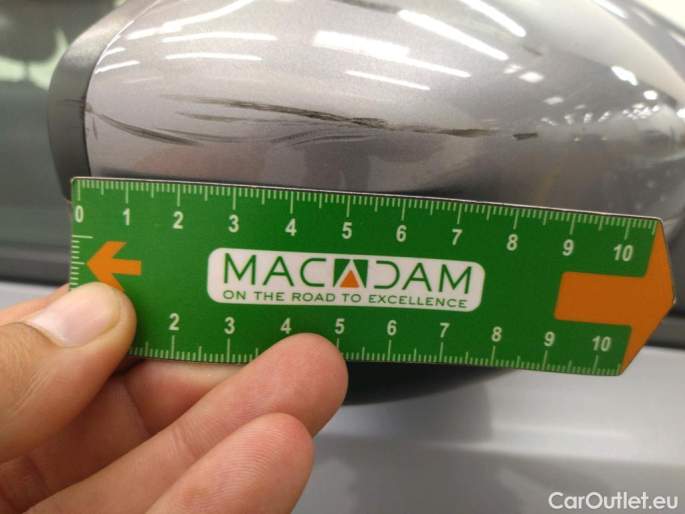 0 1 2 3 4 5 6 7 8 9 10
MACADAM
ON THE ROAD TO EXCELLENCE
2 3 4 5 6 7 8 9 10
CarOutlet.eu